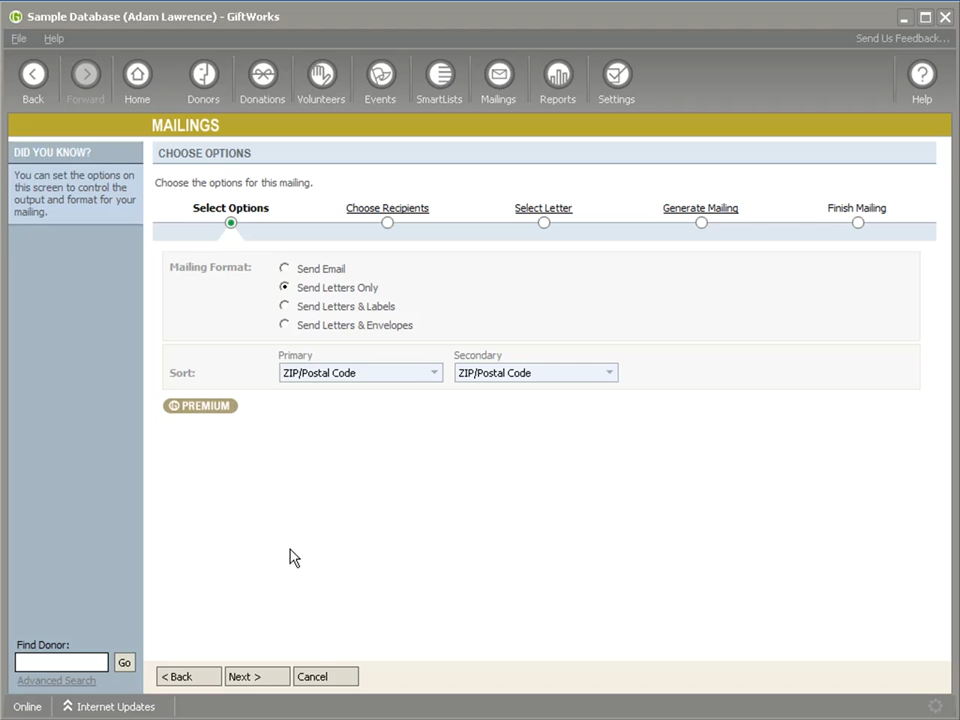 Sample Database (Adam Lawrence) - GiftWorks
File Help Send Us Feedback...
Back Forward Home Donors Donations Volunteers Events SmartLists Mailings Reports Settings Help
MAILINGS
DID YOU KNOW?
You can set the options on
this screen to control the
output and format for your
mailing.
CHOOSE OPTIONS
Choose the options for this mailing.
Select Options Choose Recipients Select Letter Generate Mailing Finish Mailing
Mailing Format:
Send Email
Send Letters Only
Send Letters & Labels
Send Letters & Envelopes
Primary Secondary
Sort: ZIP/Postal Code ZIP/Postal Code
PREMIUM
Find Donor:
Go
Advanced Search
< Back Next > Cancel
Online Internet Updates